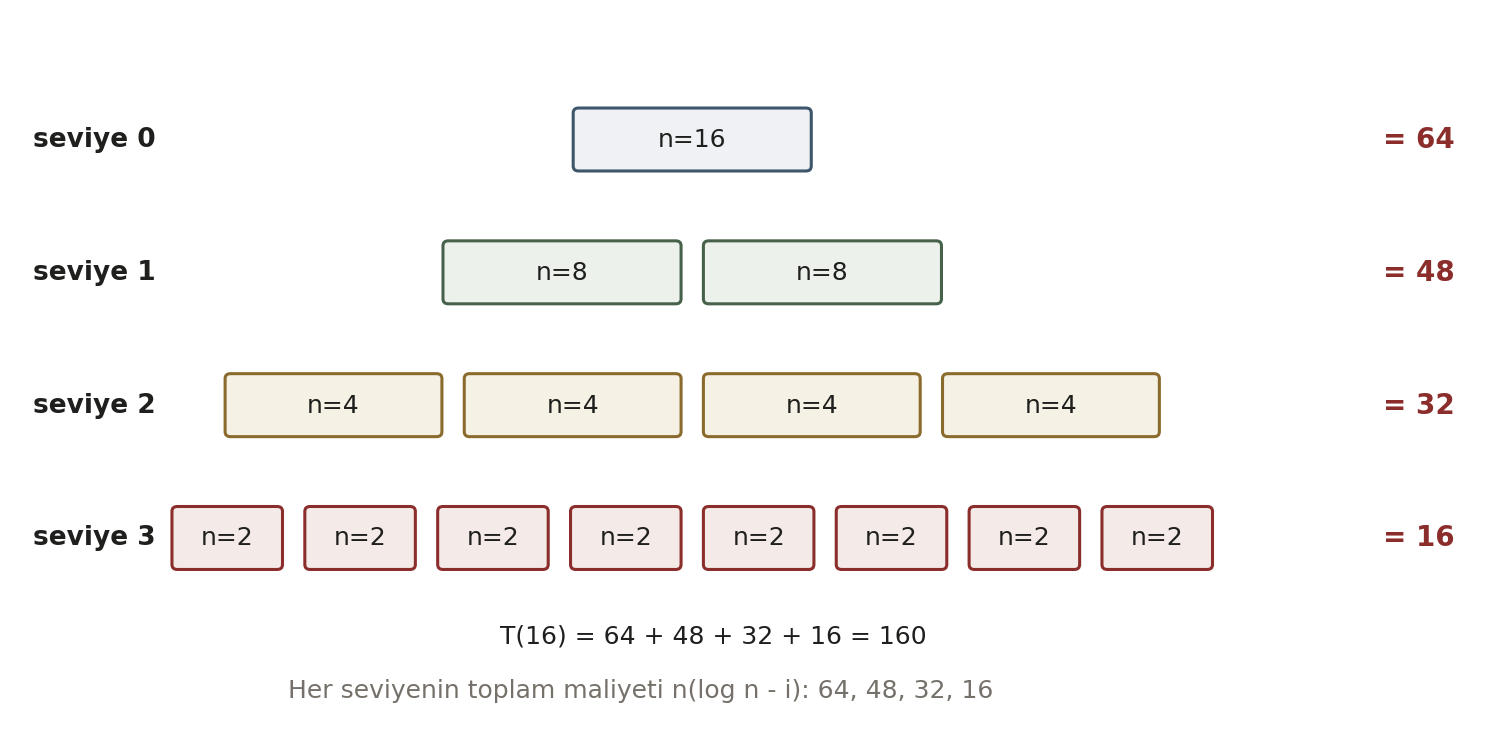 seviye 0 n=16 = 64
seviye 1 n=8 n=8 = 48
seviye 2 n=4 n=4 n=4 n=4 = 32
seviye 3 n=2 n=2 n=2 n=2 n=2 n=2 n=2 n=2 = 16
T(16) = 64 + 48 + 32 + 16 = 160
Her seviyenin toplam maliyeti n(log n - i): 64, 48, 32, 16